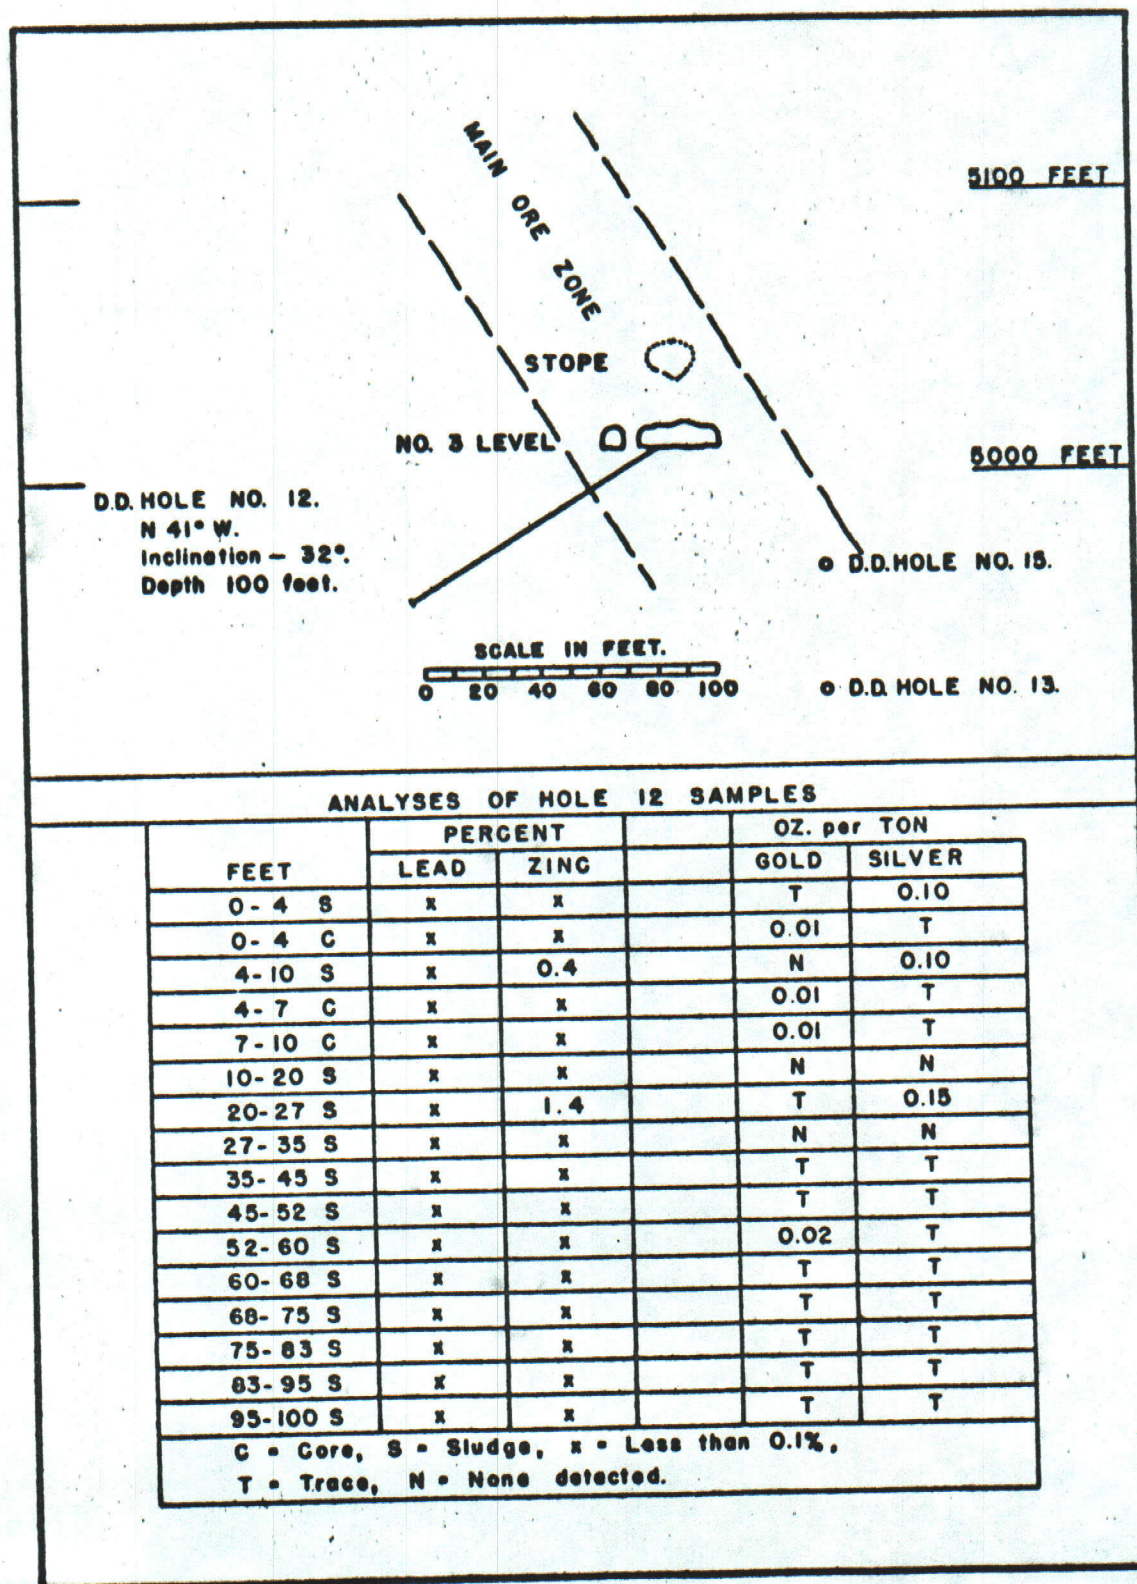 MAIN ORE ZONE
5100 FEET
STOPE
NO. 3 LEVEL
5000 FEET
D.D. HOLE NO. 12.
N 41° W.
Inclination - 32°.
Depth 100 feet.
D.D. HOLE NO. 15.
SCALE IN FEET.
0 20 40 60 80 100
D.D. HOLE NO. 13.
ANALYSES OF HOLE 12 SAMPLES
PERCENT OZ. per TON
FEET LEAD ZINC GOLD SILVER
0-4 S x x T 0.10
0-4 C x x 0.01 T
4-10 S x 0.4 N 0.10
4-7 C x x 0.01 T
7-10 C x x 0.01 T
10-20 S x x N N
20-27 S x 1.4 T 0.15
27-35 S x x N N
35-45 S x x T T
45-52 S x x T T
52-60 S x x 0.02 T
60-68 S x x T T
68-75 S x x T T
75-83 S x x T T
83-95 S x x T T
95-100 S x x T T
C = Core, S = Sludge, x = Less than 0.1%,
T = Trace, N = None detected.